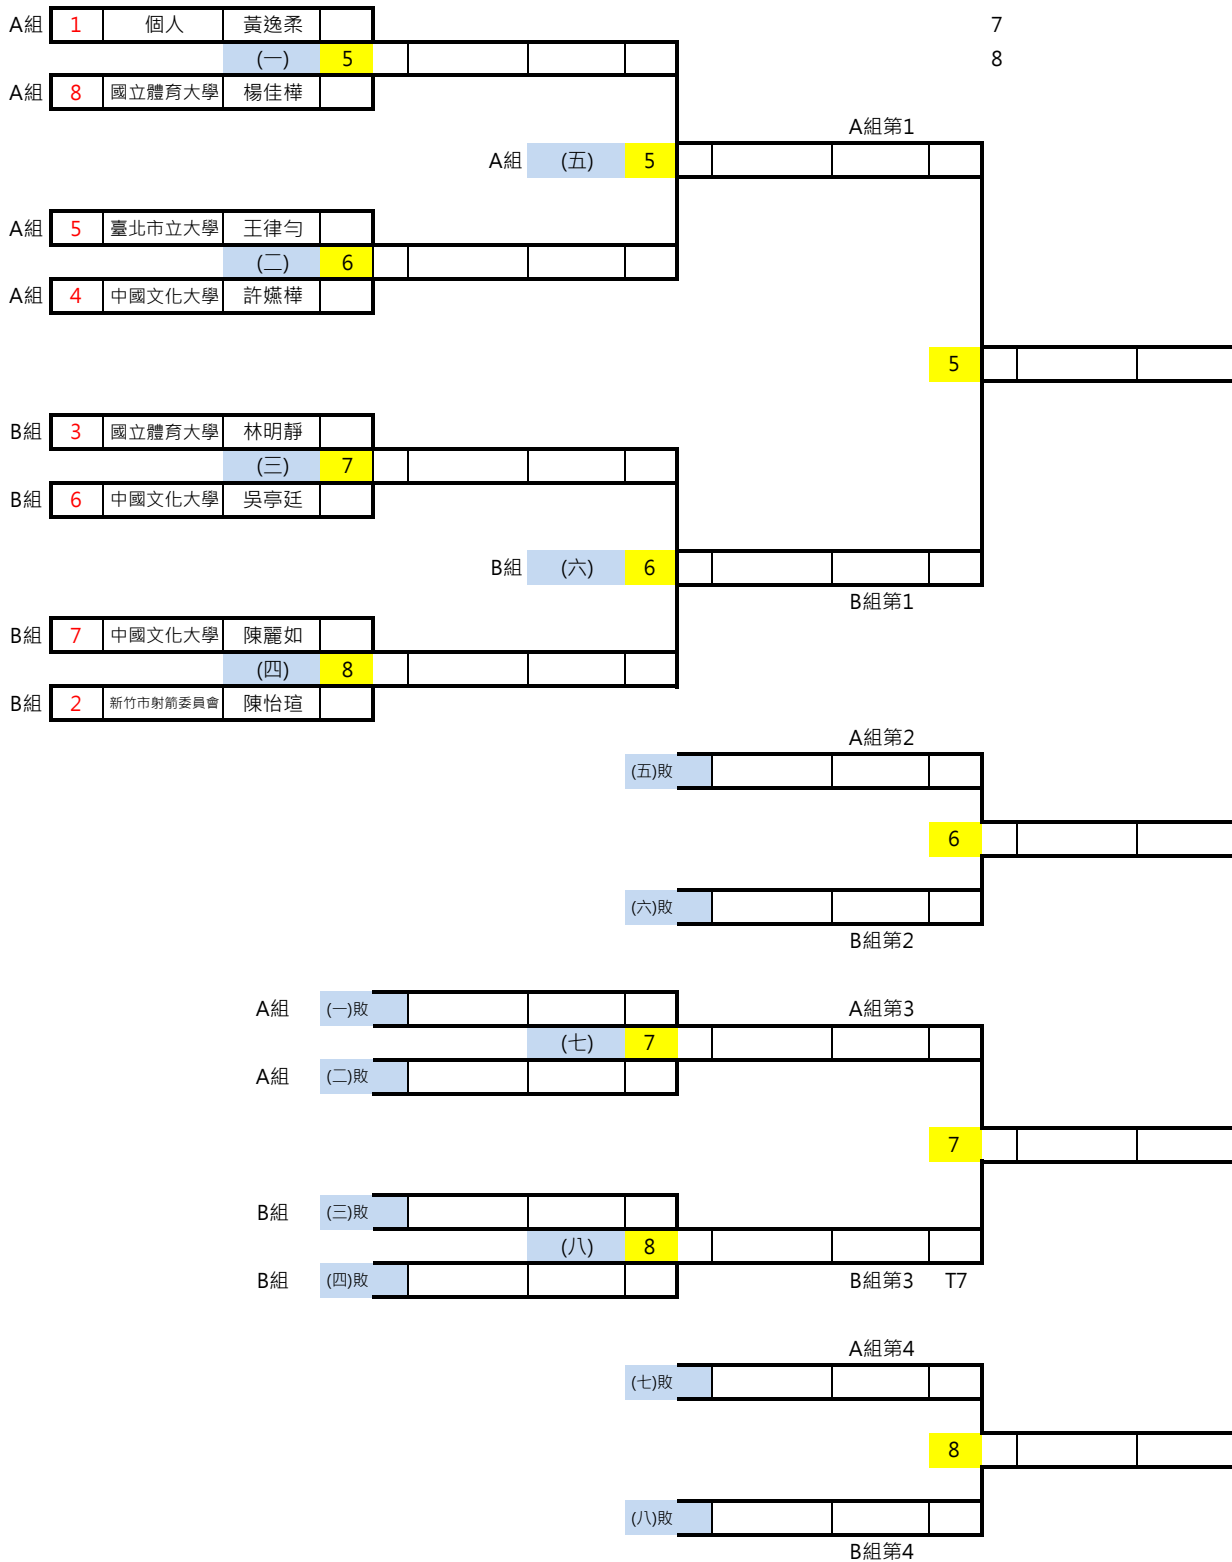 A組 1 個人 黃逸柔 7
(一) 5 8
A組 8 國立體育大學 楊佳樺
A組第1
A組 (五) 5
A組 5 臺北市立大學 王律勻
(二) 6
A組 4 中國文化大學 許嬿樺
5
B組 3 國立體育大學 林明靜
(三) 7
B組 6 中國文化大學 吳亭廷
B組 (六) 6
B組第1
B組 7 中國文化大學 陳麗如
(四) 8
B組 2 新竹市射箭委員會 陳怡瑄
A組第2
(五)敗
6
(六)敗
B組第2
A組 (一)敗 A組第3
(七) 7
A組 (二)敗
7
B組 (三)敗
(八) 8
B組 (四)敗 B組第3 T7
A組第4
(七)敗
8
(八)敗
B組第4